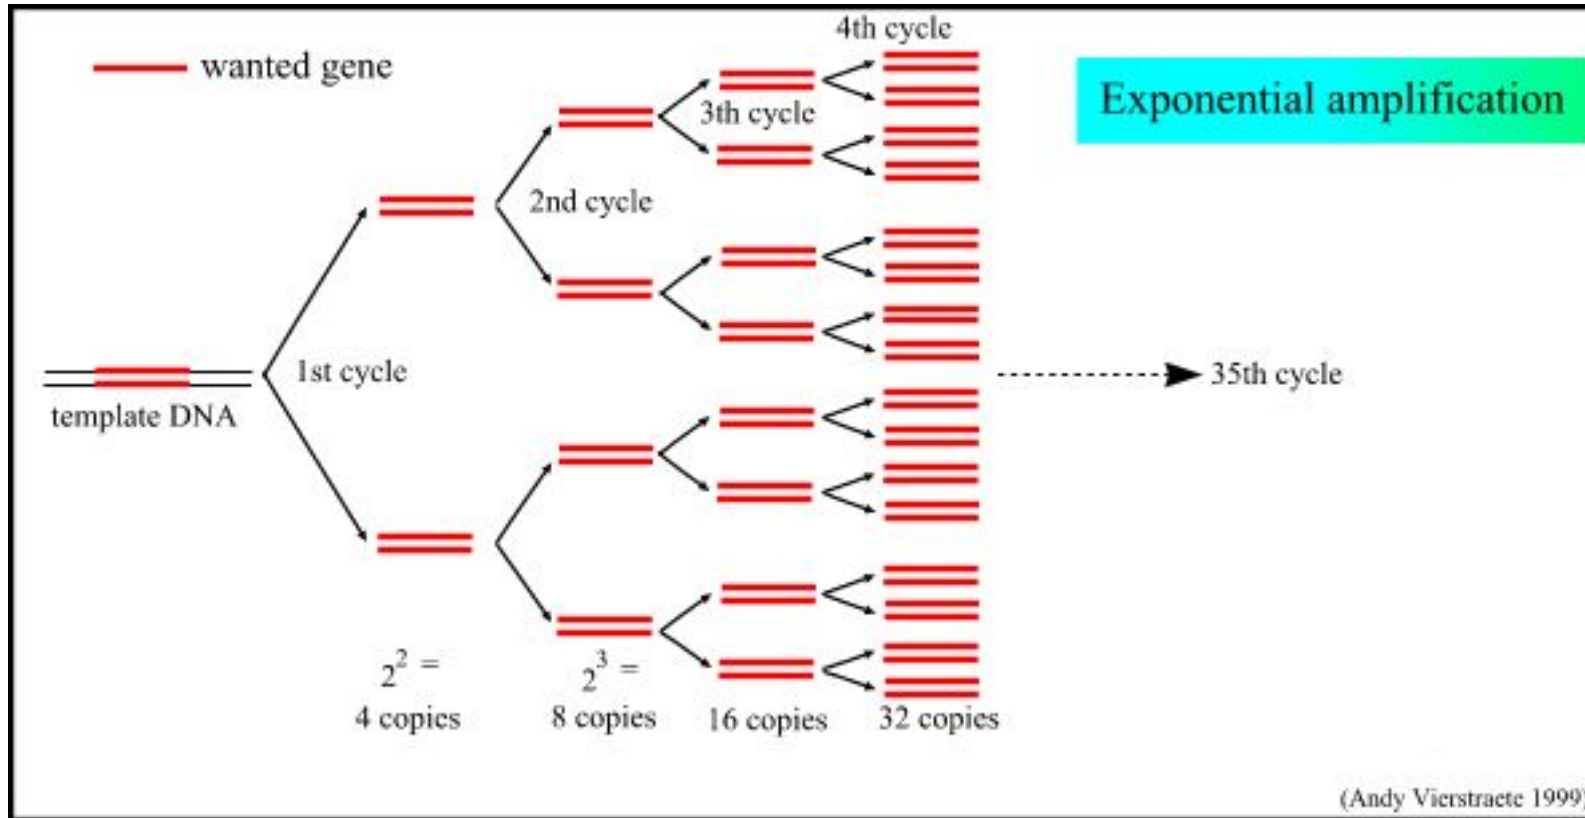 4th cycle
wanted gene
Exponential amplification
3th cycle
2nd cycle
1st cycle
35th cycle
template DNA
2² =
4 copies
2³ =
8 copies
16 copies
32 copies
(Andy Vierstraete 1999)